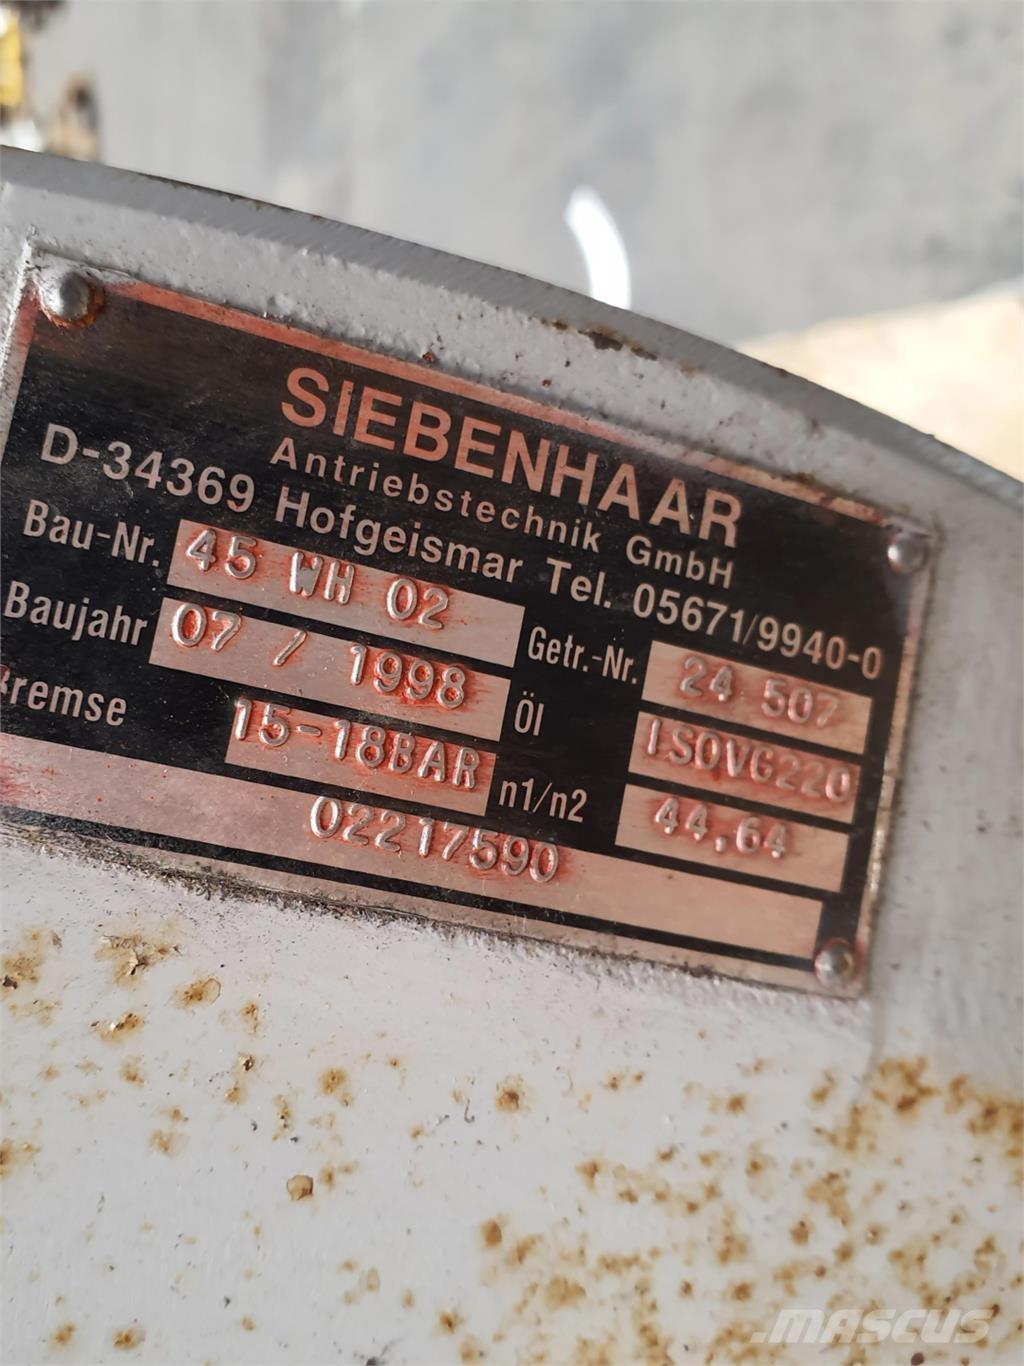 SIEBENHAAR
Antriebstechnik GmbH
D-34369 Hofgeismar Tel. 05671/9940-0
Bau-Nr. 45 WH 02 Getr.-Nr. 24 507
Baujahr 07 / 1998 Öl ISOVG220
Bremse 15-18BAR n1/n2 44,64
02217590
MASCUS